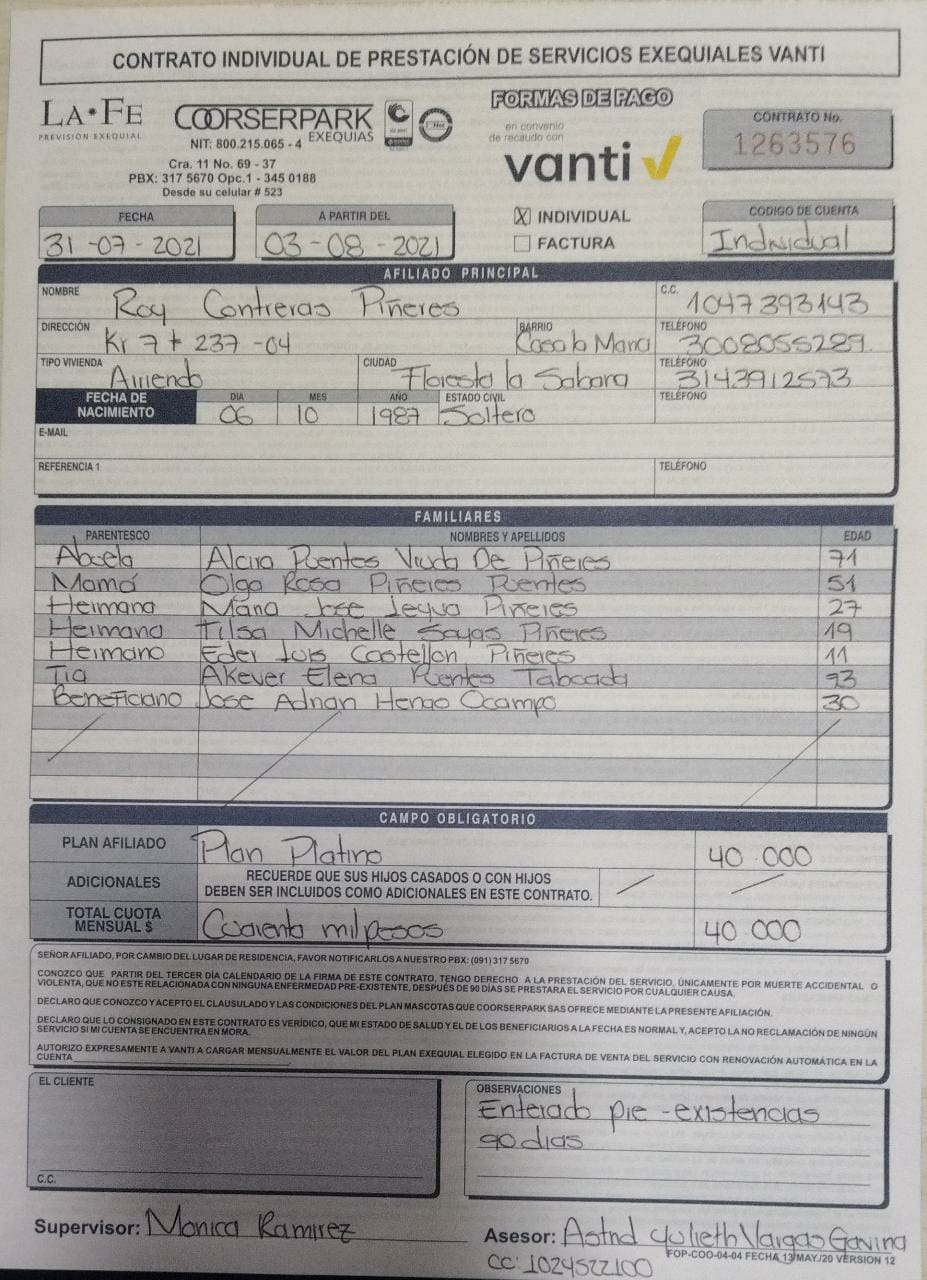 CONTRATO INDIVIDUAL DE PRESTACIÓN DE SERVICIOS EXEQUIALES VANTI
LA·FE
PREVISIÓN EXEQUIAL
COORSERPARK
EXEQUIAS
NIT: 800.215.065 - 4
Cra. 11 No. 69 - 37
PBX: 317 5670 Opc.1 - 345 0188
Desde su celular # 523
FORMAS DE PAGO
en convenio
de recaudo con
vanti
CONTRATO No.
1263576
FECHA
31-07-2021
A PARTIR DEL
03-08-2021
X INDIVIDUAL
FACTURA
CODIGO DE CUENTA
Individual
AFILIADO PRINCIPAL
NOMBRE Roy Contreras Piñeres
C.C. 1047393143
DIRECCIÓN Kr 7 + 237 -04
BARRIO Casa la Maria
TELÉFONO 3008055289
TIPO VIVIENDA Arriendo
CIUDAD Floresta la Sabana
TELÉFONO 3143912573
FECHA DE NACIMIENTO
DIA 06 MES 10 AÑO 1987
ESTADO CIVIL Soltero
TELÉFONO
E-MAIL
REFERENCIA 1
TELÉFONO
FAMILIARES
PARENTESCO NOMBRES Y APELLIDOS EDAD
Abuela Alcira Puentes Viuda De Piñeres 71
Mamá Olga Rosa Piñeres Puentes 51
Hermana Maria Jose Leyva Piñeres 27
Hermana Tilsa Michelle Sayas Piñeres 19
Hermano Eder Luis Castellon Piñeres 11
Tia Akever Elena Puentes Taboada 73
Beneficiario Jose Adrian Henao Ocampo 30
CAMPO OBLIGATORIO
PLAN AFILIADO Plan Platino 40.000
ADICIONALES RECUERDE QUE SUS HIJOS CASADOS O CON HIJOS
DEBEN SER INCLUIDOS COMO ADICIONALES EN ESTE CONTRATO.
TOTAL CUOTA MENSUAL $ Cuarenta mil pesos 40.000
SEÑOR AFILIADO, POR CAMBIO DEL LUGAR DE RESIDENCIA, FAVOR NOTIFICARLOS A NUESTRO PBX: (091) 317 5670
CONOZCO QUE PARTIR DEL TERCER DÍA CALENDARIO DE LA FIRMA DE ESTE CONTRATO, TENGO DERECHO A LA PRESTACIÓN DEL SERVICIO, ÚNICAMENTE POR MUERTE ACCIDENTAL O
VIOLENTA, QUE NO ESTE RELACIONADA CON NINGUNA ENFERMEDAD PRE-EXISTENTE, DESPUÉS DE 90 DÍAS SE PRESTARA EL SERVICIO POR CUALQUIER CAUSA.
DECLARO QUE CONOZCO Y ACEPTO EL CLAUSULADO Y LAS CONDICIONES DEL PLAN MASCOTAS QUE COORSERPARK SAS OFRECE MEDIANTE LA PRESENTE AFILIACIÓN.
DECLARO QUE LO CONSIGNADO EN ESTE CONTRATO ES VERÍDICO, QUE MI ESTADO DE SALUD Y EL DE LOS BENEFICIARIOS A LA FECHA ES NORMAL Y, ACEPTO LA NO RECLAMACIÓN DE NINGÚN
SERVICIO SI MI CUENTA SE ENCUENTRA EN MORA.
AUTORIZO EXPRESAMENTE A VANTI A CARGAR MENSUALMENTE EL VALOR DEL PLAN EXEQUIAL ELEGIDO EN LA FACTURA DE VENTA DEL SERVICIO CON RENOVACIÓN AUTOMÁTICA EN LA
CUENTA
EL CLIENTE
C.C.
OBSERVACIONES
Enterado pre-existencias
90 dias
Supervisor: Monica Ramirez
Asesor: Astrid Yulieth Vargas Gavina
CC: 1024522100
FOP-COO-04-04 FECHA 13/MAY./20 VERSION 12